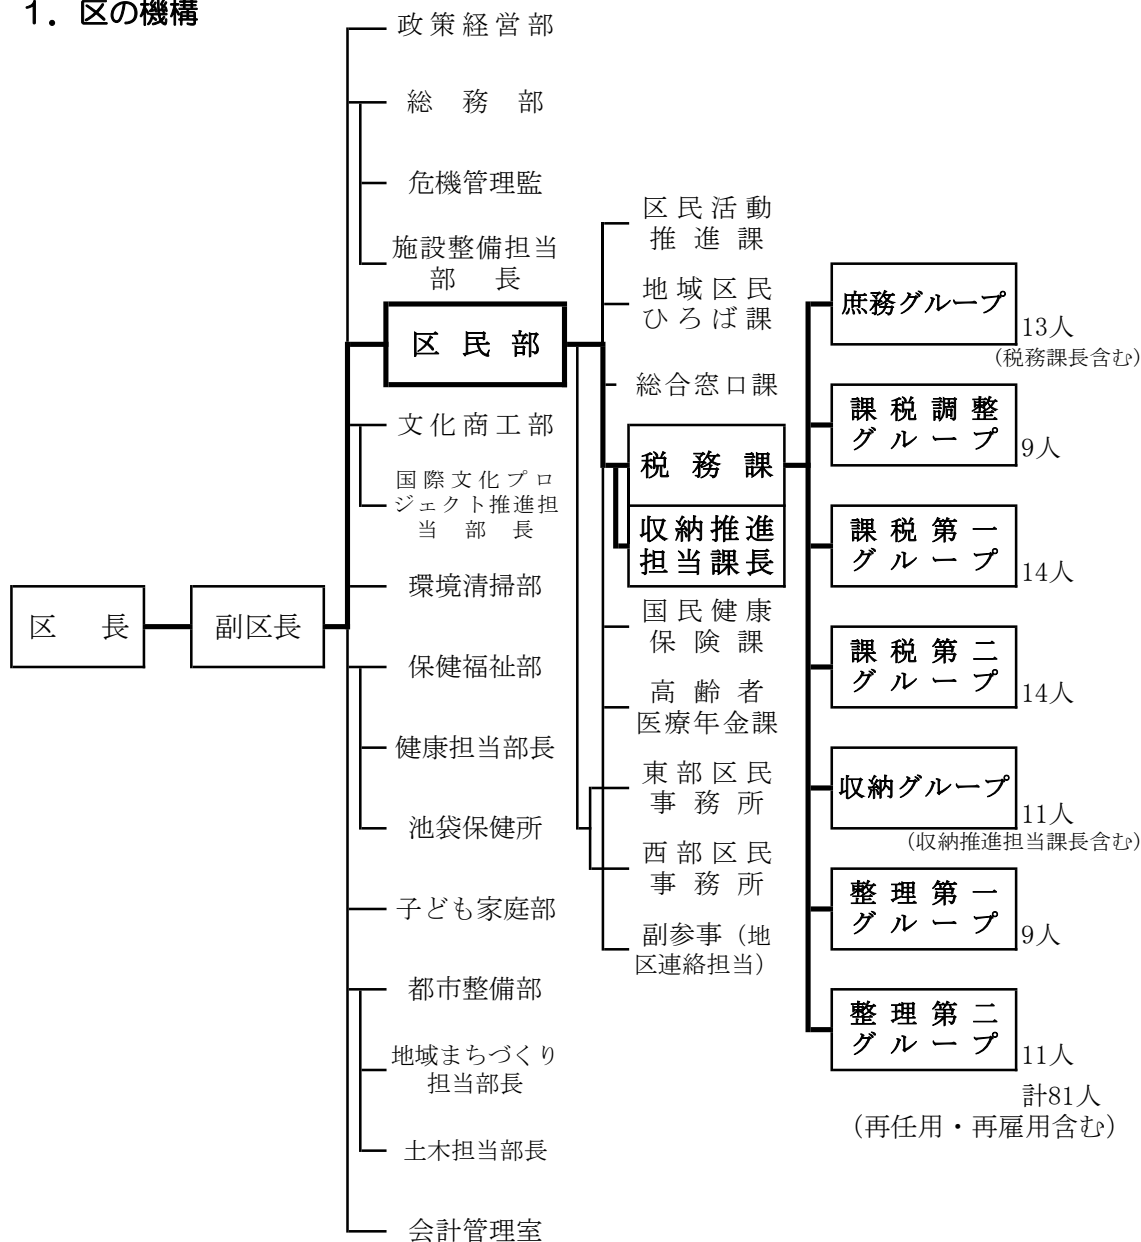 1．区の機構
政策経営部
総務部
危機管理監
施設整備担当
部長
区民部
文化商工部
国際文化プロ
ジェクト推進担
当部長
環境清掃部
区長
副区長
保健福祉部
健康担当部長
池袋保健所
子ども家庭部
都市整備部
地域まちづくり
担当部長
土木担当部長
会計管理室
区民活動
推進課
地域区民
ひろば課
総合窓口課
税務課
収納推進
担当課長
国民健康
保険課
高齢者
医療年金課
東部区民
事務所
西部区民
事務所
副参事（地
区連絡担当）
庶務グループ
13人
（税務課長含む）
課税調整
グループ
9人
課税第一
グループ
14人
課税第二
グループ
14人
収納グループ
11人
（収納推進担当課長含む）
整理第一
グループ
9人
整理第二
グループ
11人
計81人
（再任用・再雇用含む）